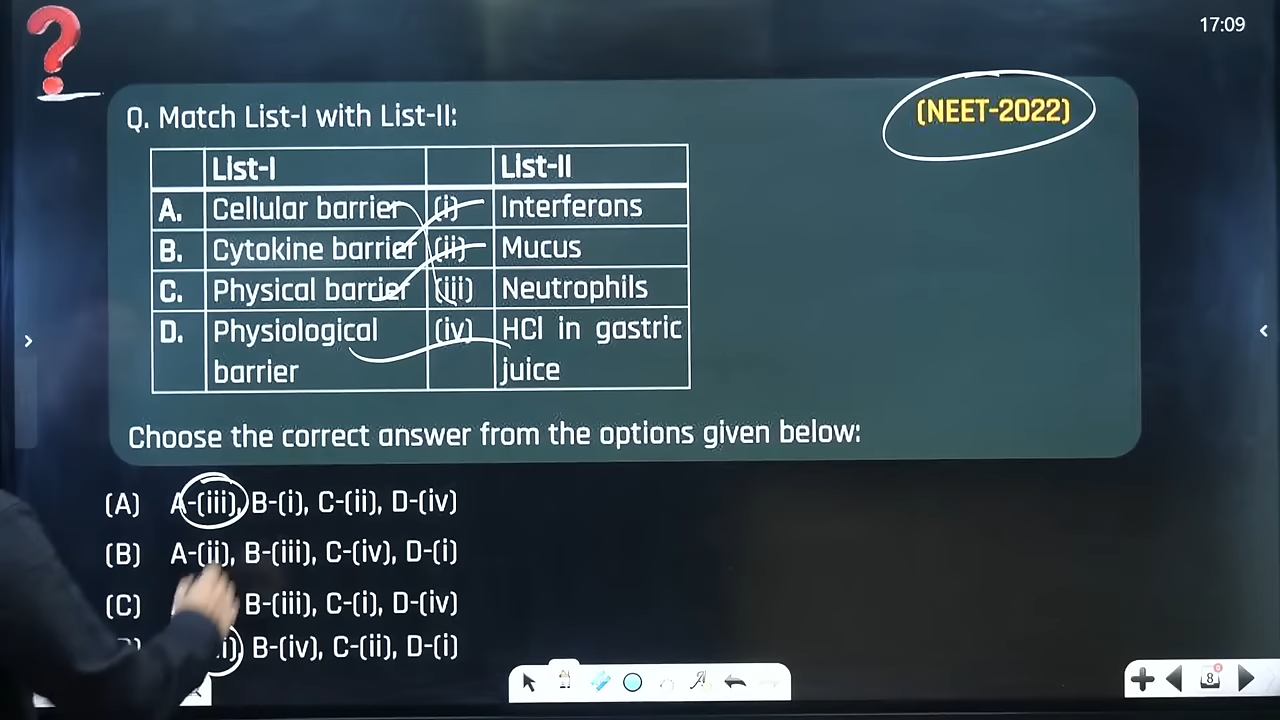 17:09
Q. Match List-I with List-II:
(NEET-2022)
List-I List-II
A. Cellular barrier (i) Interferons
B. Cytokine barrier (ii) Mucus
C. Physical barrier (iii) Neutrophils
D. Physiological (iv) HCl in gastric
barrier juice
Choose the correct answer from the options given below:
(A) A-(iii), B-(i), C-(ii), D-(iv)
(B) A-(ii), B-(iii), C-(iv), D-(i)
(C) B-(iii), C-(i), D-(iv)
B-(iv), C-(ii), D-(i)
8